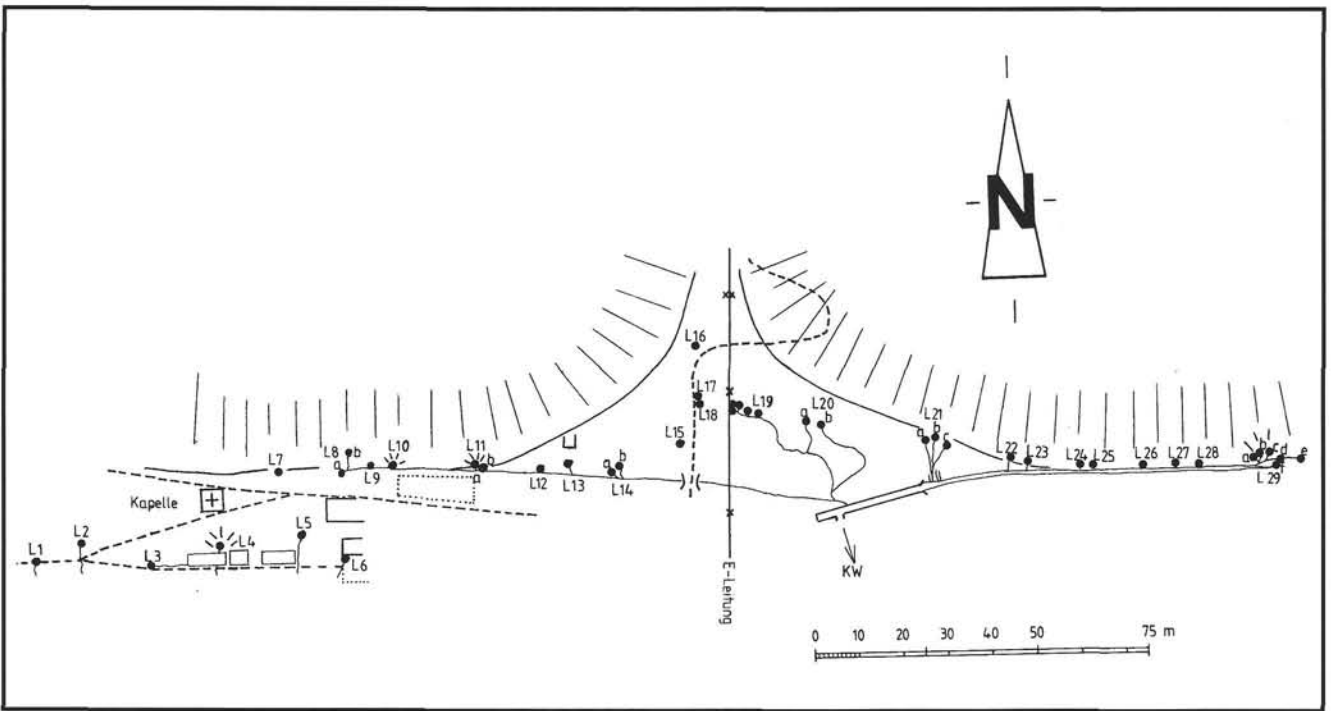 N
L16
L17
L18
L19
L20
a
b
L21
a
b
c
L15
L7
L8
a
b
L9
L10
L11
a
b
L12
L13
L14
a
b
L22
L23
L24
L25
L26
L27
L28
L29
a
b
c
d
e
Kapelle
L1
L2
L3
L4
L5
L6
E-Leitung
KW
0 10 20 30 40 50 75 m